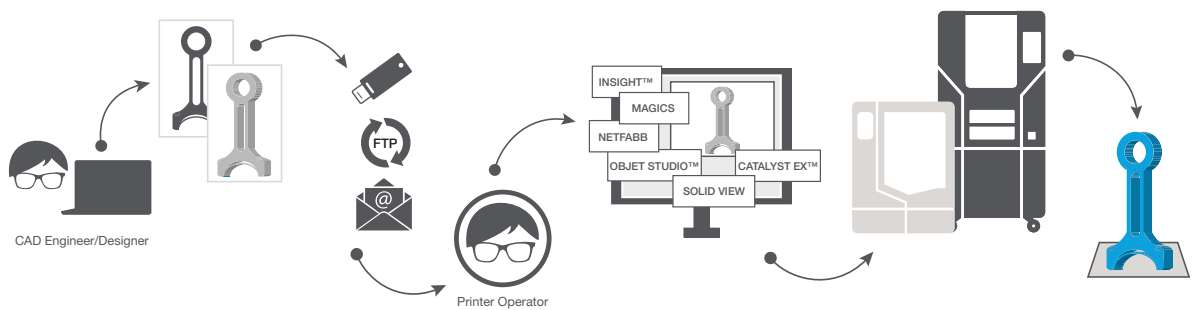 CAD Engineer/Designer
FTP
@
Printer Operator
INSIGHT™
MAGICS
NETFABB
OBJET STUDIO™
CATALYST EX™
SOLID VIEW